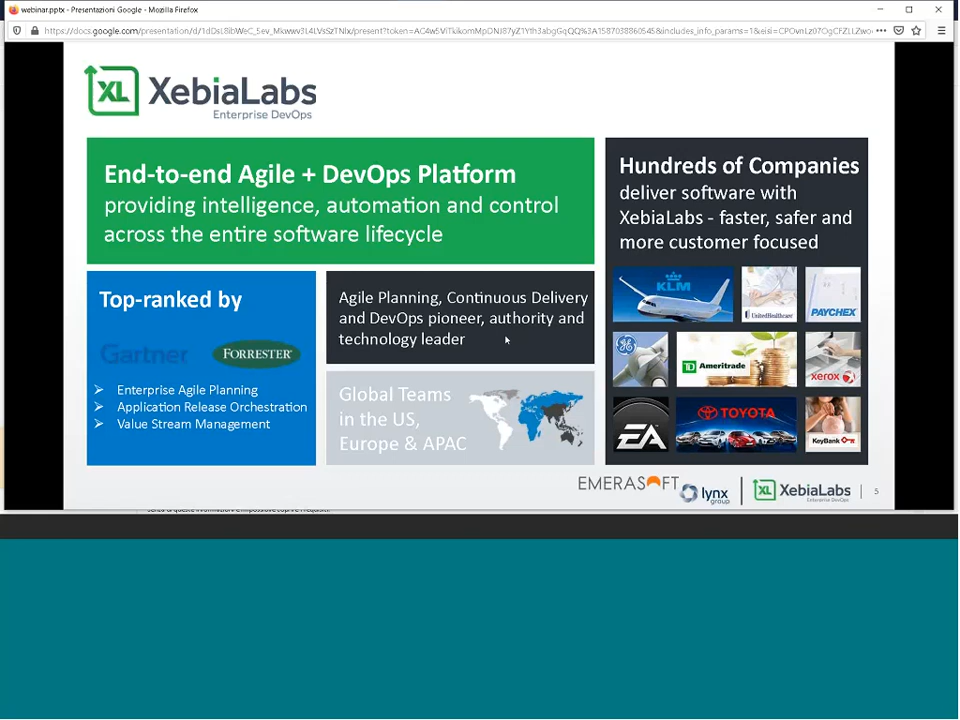 webinar.pptx - Presentazioni Google - Mozilla Firefox
XL XebiaLabs
Enterprise DevOps
End-to-end Agile + DevOps Platform
providing intelligence, automation and control
across the entire software lifecycle
Hundreds of Companies
deliver software with
XebiaLabs - faster, safer and
more customer focused
Top-ranked by
Gartner FORRESTER
Enterprise Agile Planning
Application Release Orchestration
Value Stream Management
Agile Planning, Continuous Delivery
and DevOps pioneer, authority and
technology leader
Global Teams
in the US,
Europe & APAC
KLM
UnitedHealthcare
PAYCHEX
GE
TD Ameritrade
xerox
EA
TOYOTA
KeyBank
EMERASOFT
lynx
group
XL XebiaLabs
Enterprise DevOps
5